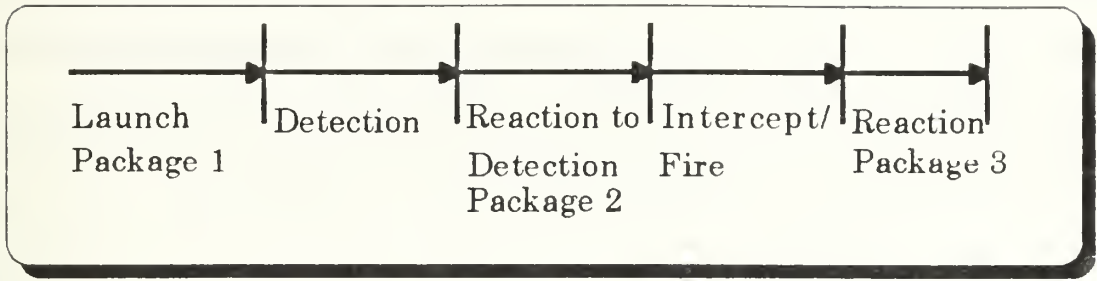 Launch
Package 1
Detection
Reaction to
Detection
Package 2
Intercept/
Fire
Reaction
Package 3